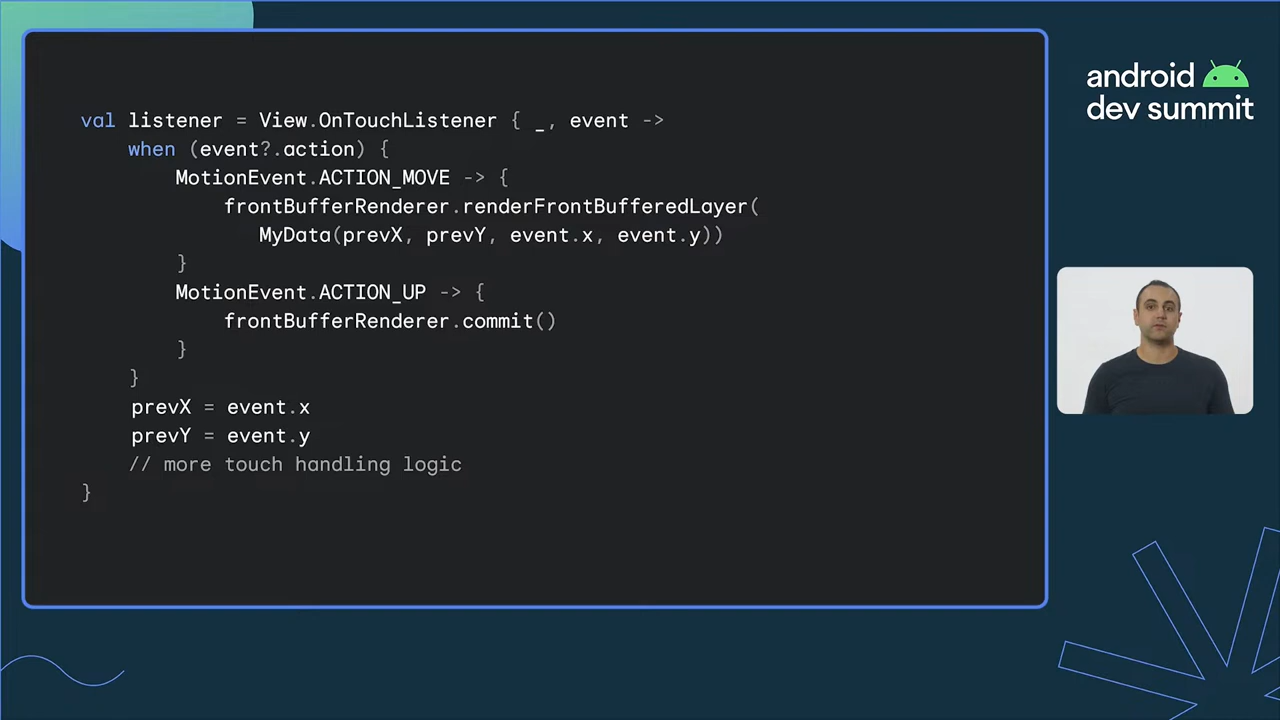 val listener = View.OnTouchListener { _, event ->
    when (event?.action) {
        MotionEvent.ACTION_MOVE -> {
            frontBufferRenderer.renderFrontBufferedLayer(
               MyData(prevX, prevY, event.x, event.y))
        }
        MotionEvent.ACTION_UP -> {
            frontBufferRenderer.commit()
        }
    }
    prevX = event.x
    prevY = event.y
    // more touch handling logic
}
android
dev summit